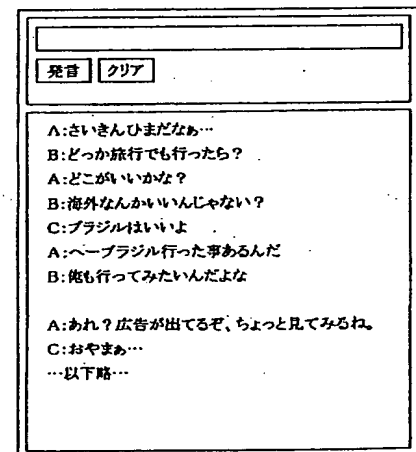 発言 クリア
A:さいきんひまだなぁ…
B:どっか旅行でも行ったら?
A:どこがいいかな?
B:海外なんかいいんじゃない?
C:ブラジルはいいよ
A:へーブラジル行った事あるんだ
B:俺も行ってみたいんだよな
A:あれ?広告が出てるぞ、ちょっと見てみるね。
C:おやまぁ…
…以下略…